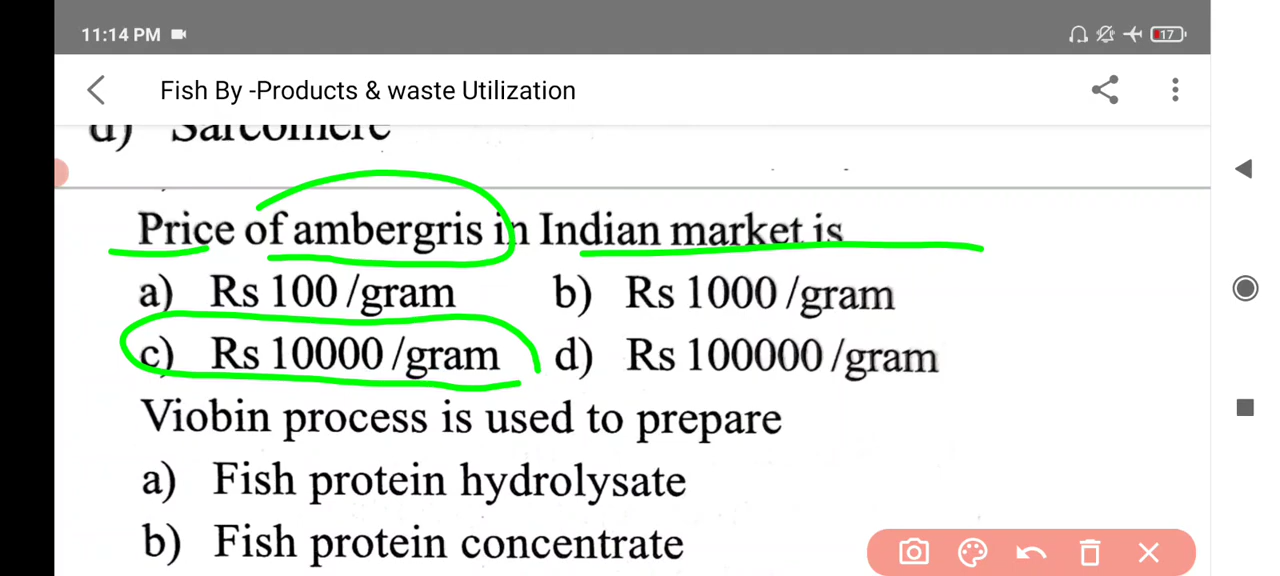 11:14 PM
17
Fish By -Products & waste Utilization
d) Sarcomere
Price of ambergris in Indian market is
a) Rs 100 /gram b) Rs 1000 /gram
c) Rs 10000 /gram d) Rs 100000 /gram
Viobin process is used to prepare
a) Fish protein hydrolysate
b) Fish protein concentrate